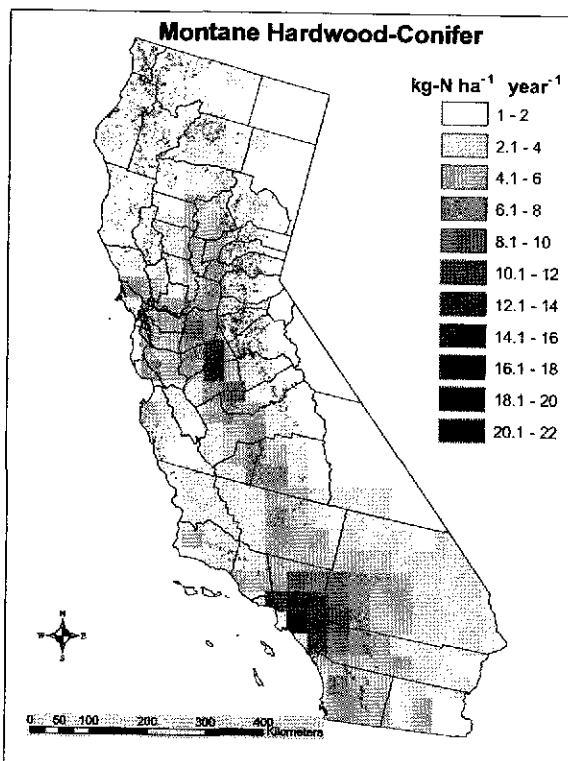 Montane Hardwood-Conifer
kg-N ha⁻¹ year⁻¹
1 - 2
2.1 - 4
4.1 - 6
6.1 - 8
8.1 - 10
10.1 - 12
12.1 - 14
14.1 - 16
16.1 - 18
18.1 - 20
20.1 - 22
N
W E
S
0 50 100 200 300 400
Kilometers